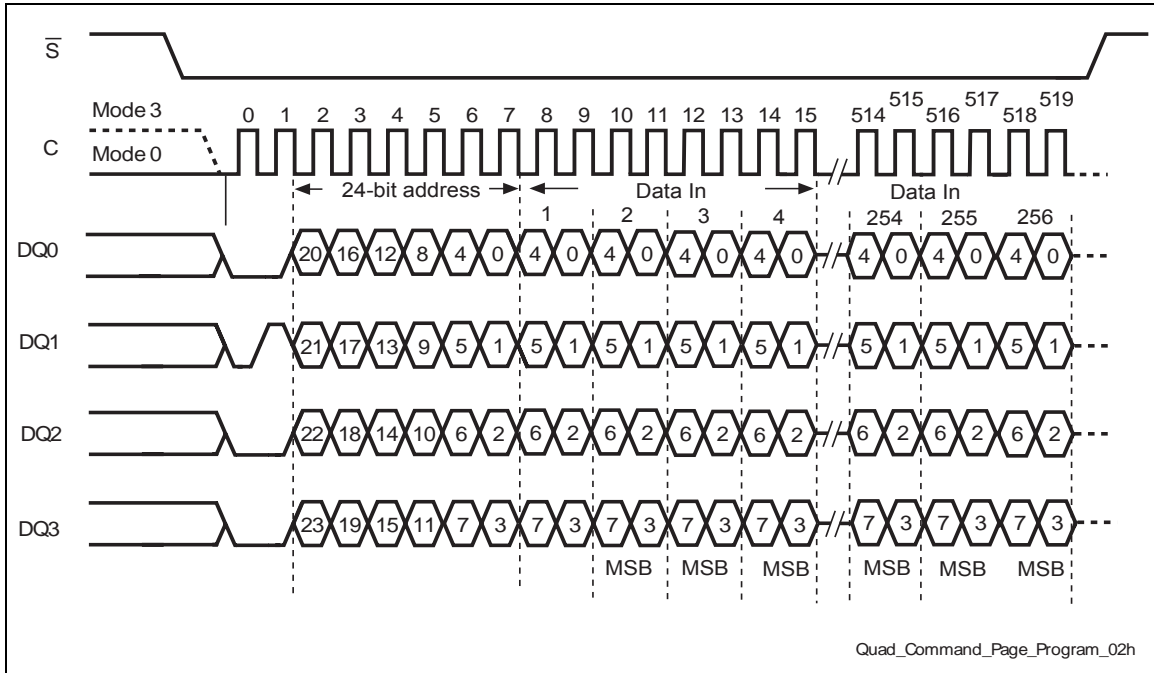 S
515 517 519
Mode 3 0 1 2 3 4 5 6 7 8 9 10 11 12 13 14 15 514 516 518
C
Mode 0
24-bit address Data In Data In
1 2 3 4 254 255 256
DQ0 20 16 12 8 4 0 4 0 4 0 4 0 4 0 4 0 4 0 4 0
DQ1 21 17 13 9 5 1 5 1 5 1 5 1 5 1 5 1 5 1 5 1
DQ2 22 18 14 10 6 2 6 2 6 2 6 2 6 2 6 2 6 2 6 2
DQ3 23 19 15 11 7 3 7 3 7 3 7 3 7 3 7 3 7 3 7 3
MSB MSB MSB MSB MSB MSB
Quad_Command_Page_Program_02h